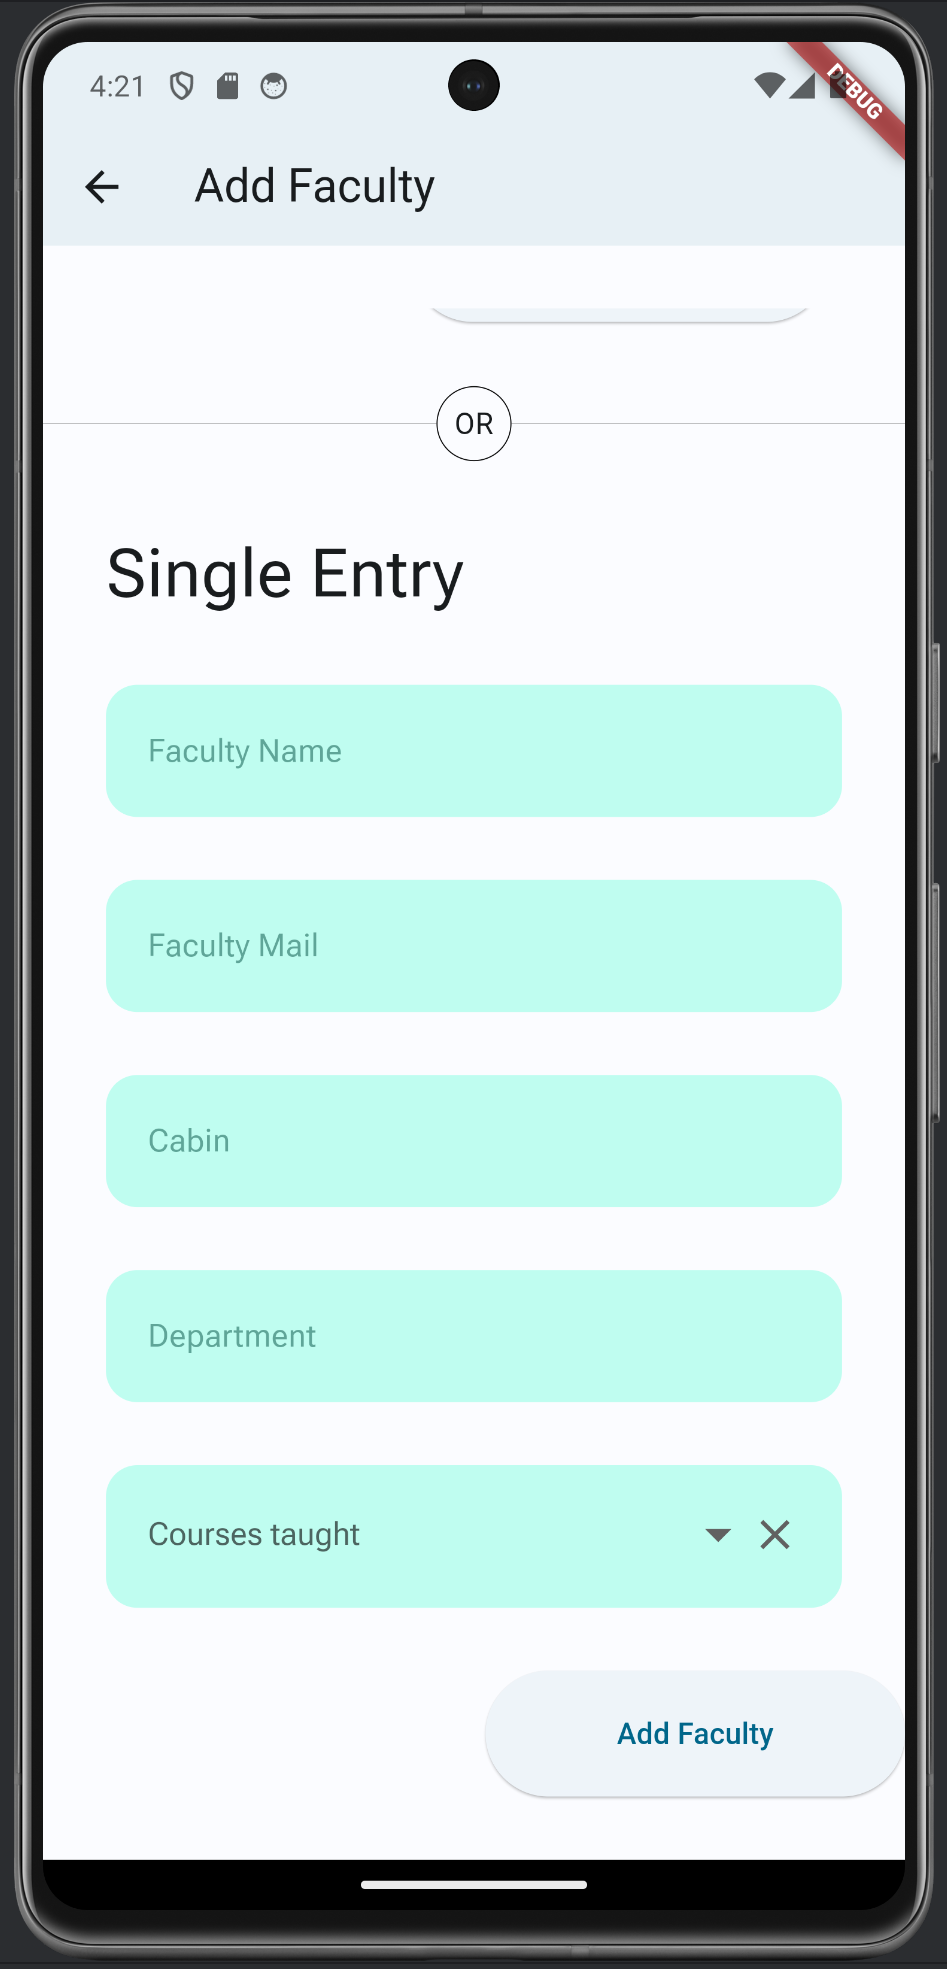 4:21
DEBUG
Add Faculty
OR
Single Entry
Faculty Name
Faculty Mail
Cabin
Department
Courses taught
Add Faculty